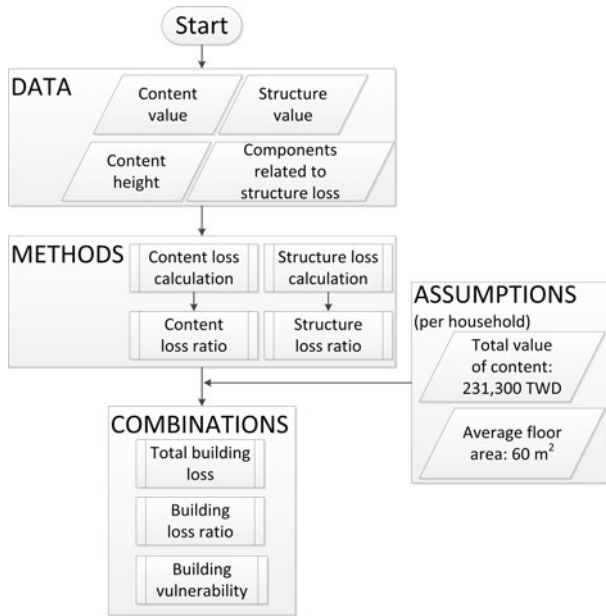 Start
DATA
Content
value
Structure
value
Content
height
Components
related to
structure loss
METHODS
Content loss
calculation
Structure loss
calculation
Content
loss ratio
Structure
loss ratio
ASSUMPTIONS
(per household)
Total value
of content:
231,300 TWD
Average floor
area: 60 m²
COMBINATIONS
Total building
loss
Building
loss ratio
Building
vulnerability